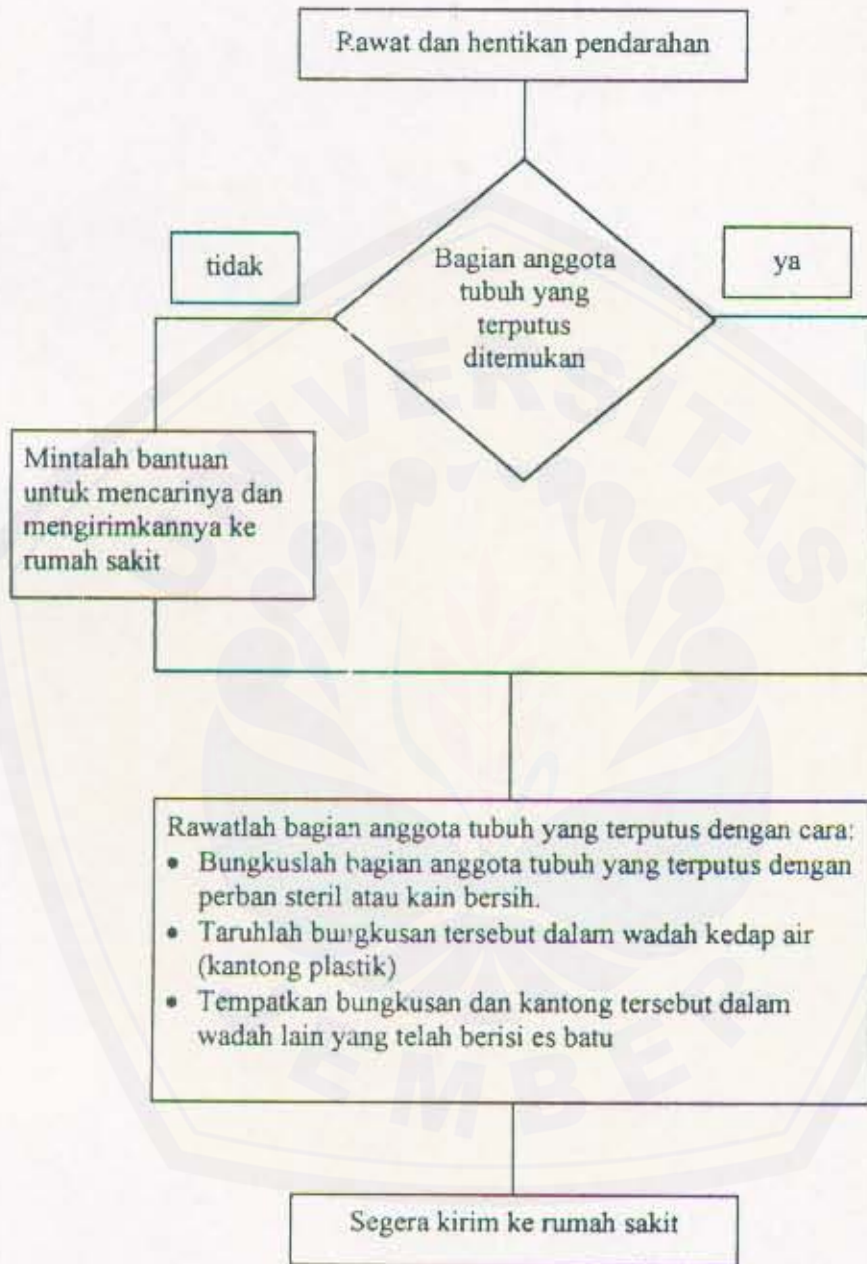 Rawat dan hentikan pendarahan
tidak
Bagian anggota
tubuh yang
terputus
ditemukan
ya
Mintalah bantuan
untuk mencarinya dan
mengirimkannya ke
rumah sakit
Rawatlah bagian anggota tubuh yang terputus dengan cara:
• Bungkuslah bagian anggota tubuh yang terputus dengan
perban steril atau kain bersih.
• Taruhlah bungkusan tersebut dalam wadah kedap air
(kantong plastik)
• Tempatkan bungkusan dan kantong tersebut dalam
wadah lain yang telah berisi es batu
Segera kirim ke rumah sakit
UNIVERSITAS
EMBER